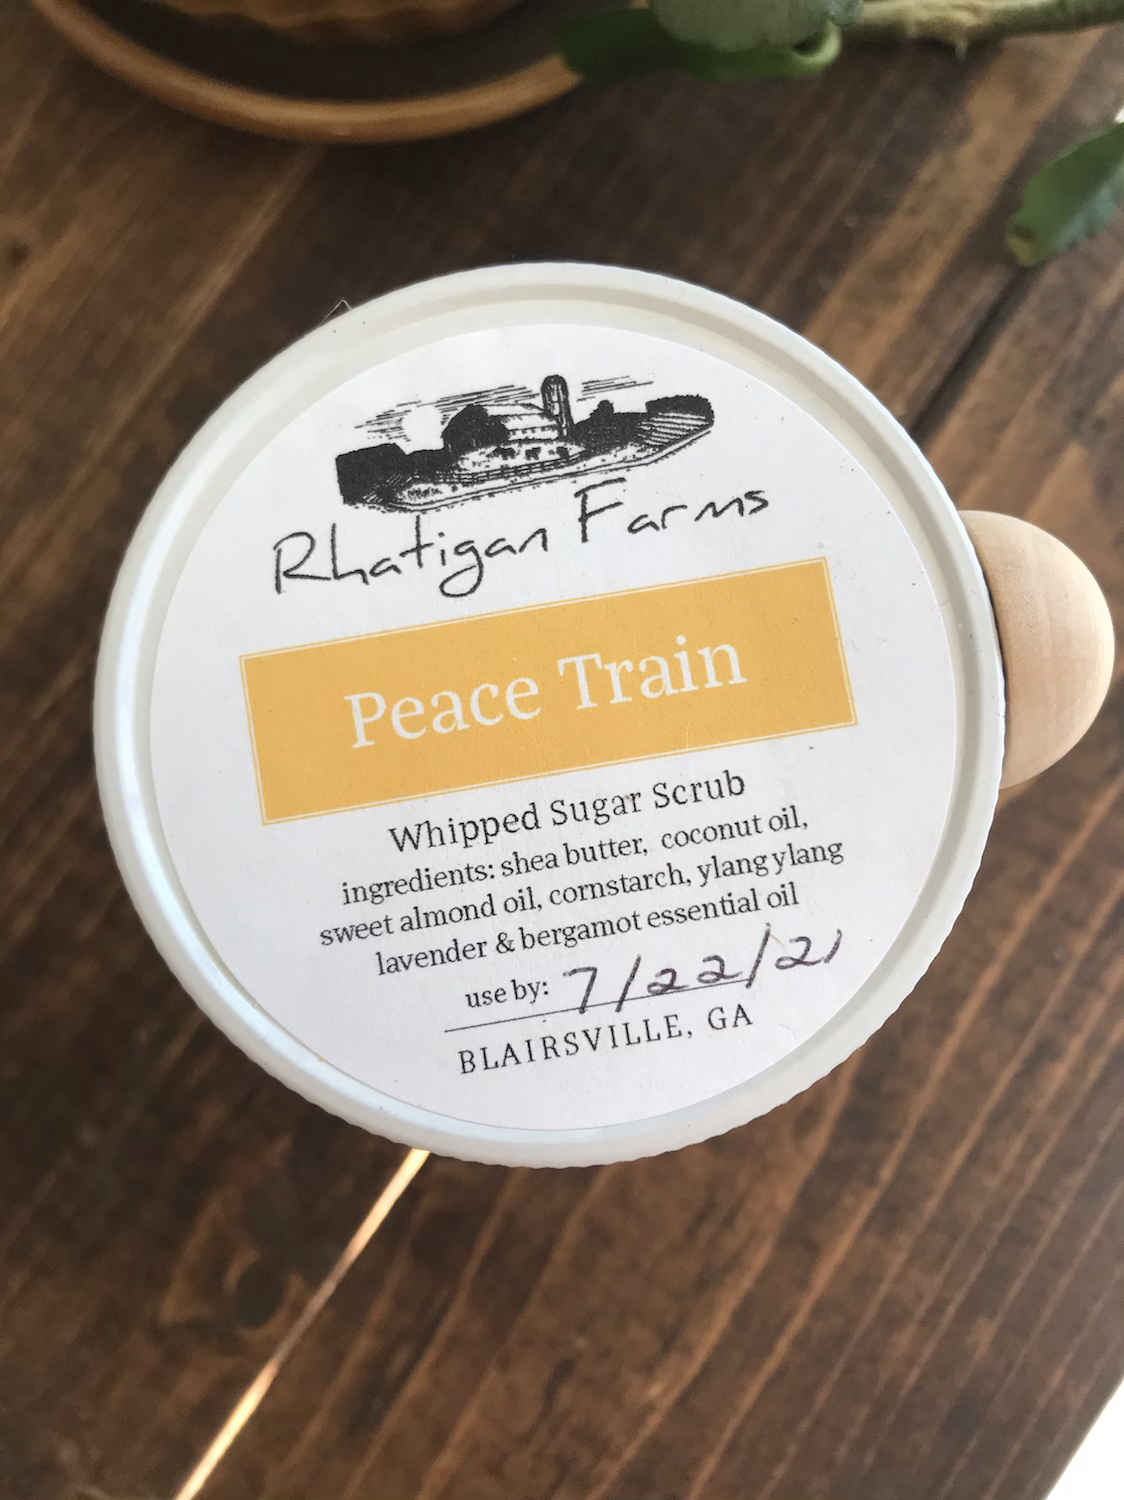 Rhatigan Farms
Peace Train
Whipped Sugar Scrub
ingredients: shea butter, coconut oil,
sweet almond oil, cornstarch, ylang ylang
lavender & bergamot essential oil
use by: 7/22/21
BLAIRSVILLE, GA